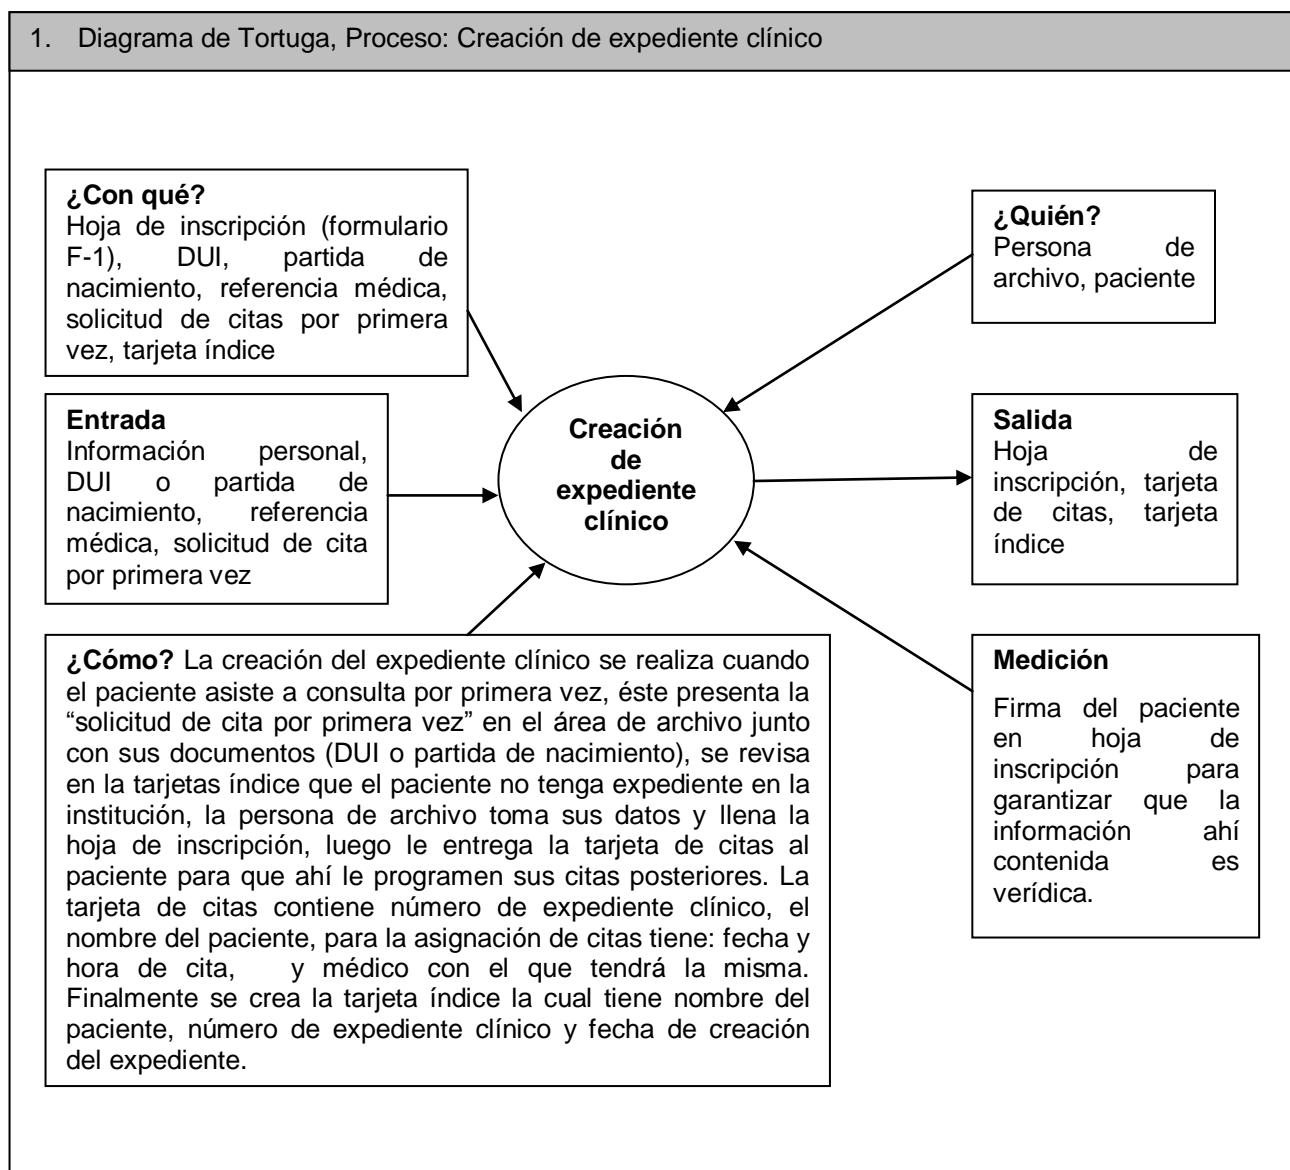 1. Diagrama de Tortuga, Proceso: Creación de expediente clínico
¿Con qué?
Hoja de inscripción (formulario
F-1), DUI, partida de
nacimiento, referencia médica,
solicitud de citas por primera
vez, tarjeta índice
¿Quién?
Persona de
archivo, paciente
Entrada
Información personal,
DUI o partida de
nacimiento, referencia
médica, solicitud de cita
por primera vez
Creación
de
expediente
clínico
Salida
Hoja de
inscripción, tarjeta
de citas, tarjeta
índice
¿Cómo? La creación del expediente clínico se realiza cuando
el paciente asiste a consulta por primera vez, éste presenta la
“solicitud de cita por primera vez” en el área de archivo junto
con sus documentos (DUI o partida de nacimiento), se revisa
en la tarjetas índice que el paciente no tenga expediente en la
institución, la persona de archivo toma sus datos y llena la
hoja de inscripción, luego le entrega la tarjeta de citas al
paciente para que ahí le programen sus citas posteriores. La
tarjeta de citas contiene número de expediente clínico, el
nombre del paciente, para la asignación de citas tiene: fecha y
hora de cita, y médico con el que tendrá la misma.
Finalmente se crea la tarjeta índice la cual tiene nombre del
paciente, número de expediente clínico y fecha de creación
del expediente.
Medición
Firma del paciente
en hoja de
inscripción para
garantizar que la
información ahí
contenida es
verídica.